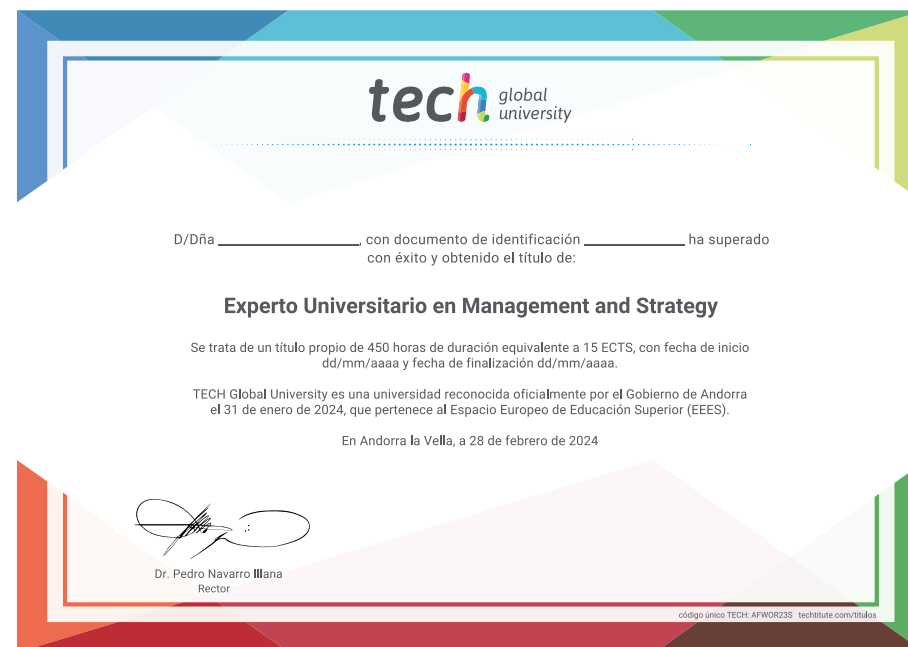 tech global university
D/Dña ____________________, con documento de identificación ______________ ha superado
con éxito y obtenido el título de:
Experto Universitario en Management and Strategy
Se trata de un título propio de 450 horas de duración equivalente a 15 ECTS, con fecha de inicio
dd/mm/aaaa y fecha de finalización dd/mm/aaaa.
TECH Global University es una universidad reconocida oficialmente por el Gobierno de Andorra
el 31 de enero de 2024, que pertenece al Espacio Europeo de Educación Superior (EEES).
En Andorra la Vella, a 28 de febrero de 2024
Dr. Pedro Navarro Illana
Rector
código único TECH: AFWOR23S techtitute.com/titulos